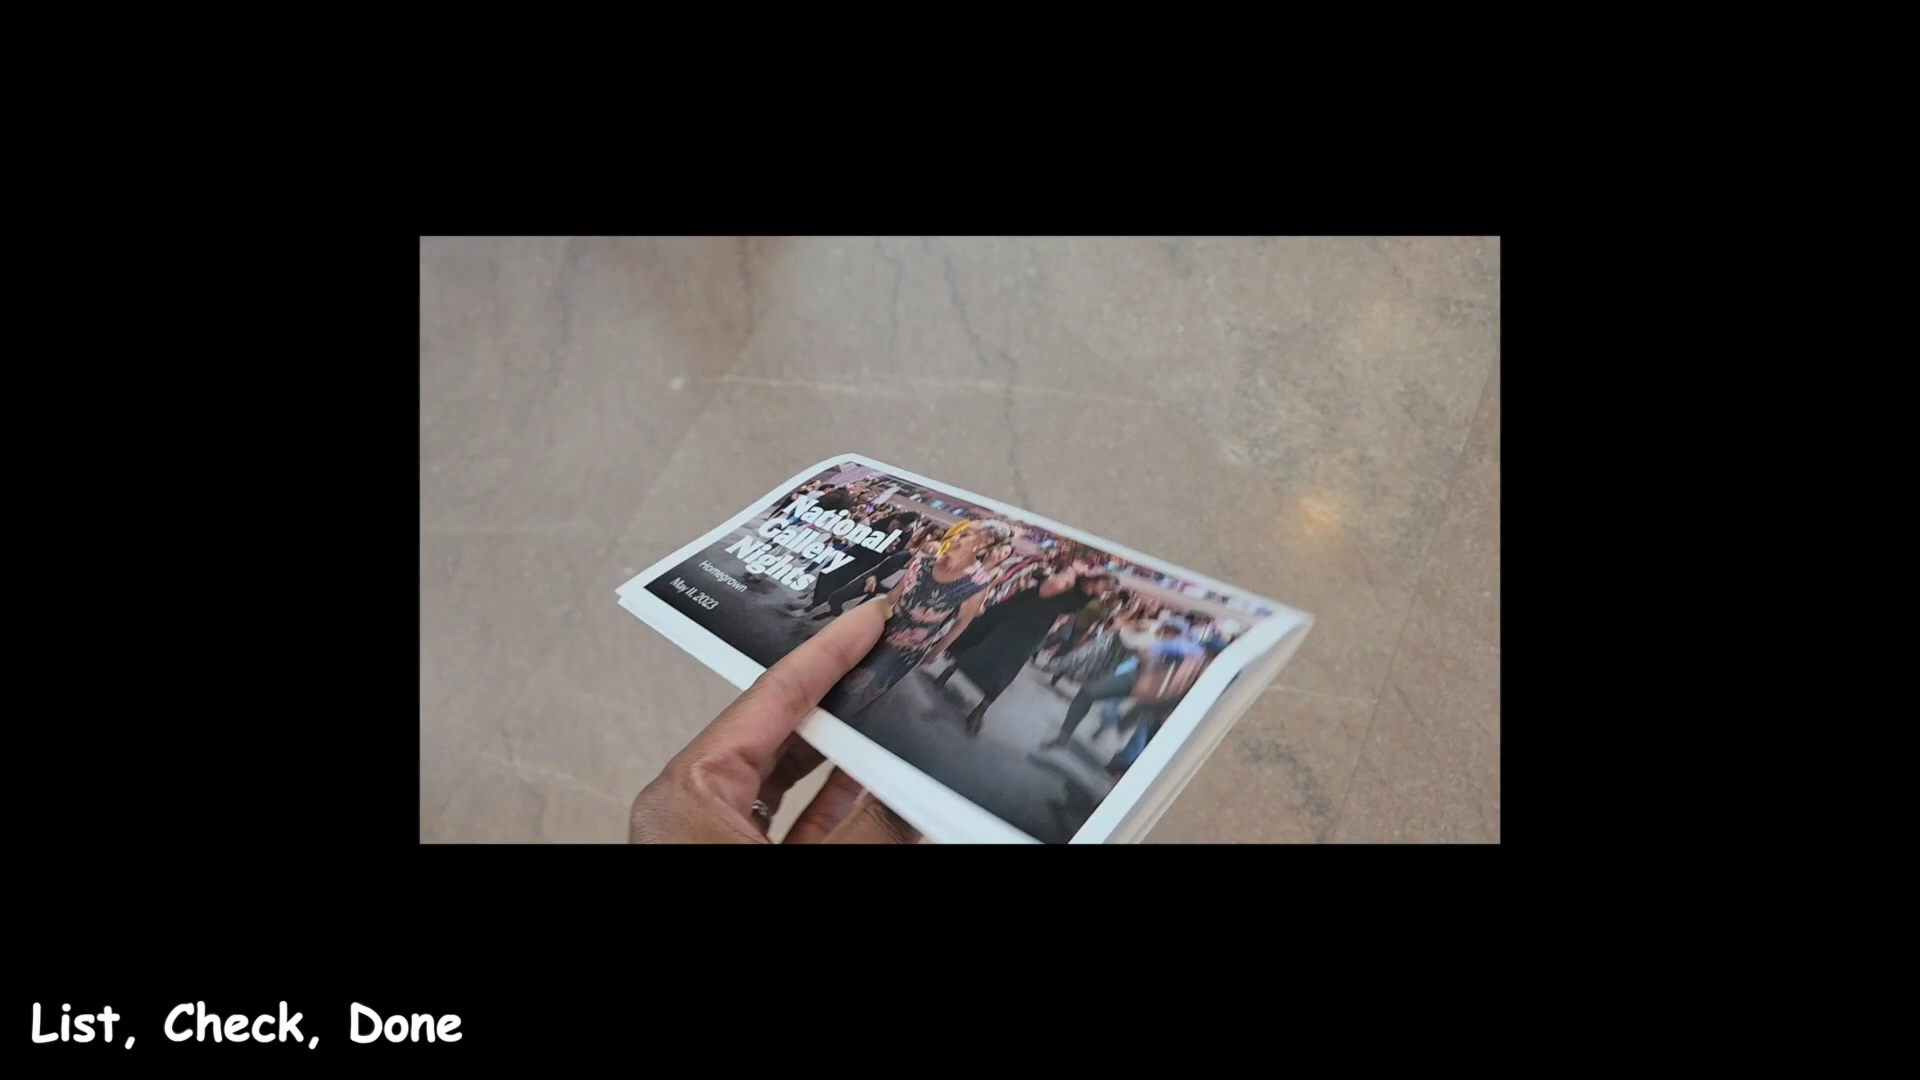 National
Gallery
Nights
Homegrown
May 11, 2023
List, Check, Done